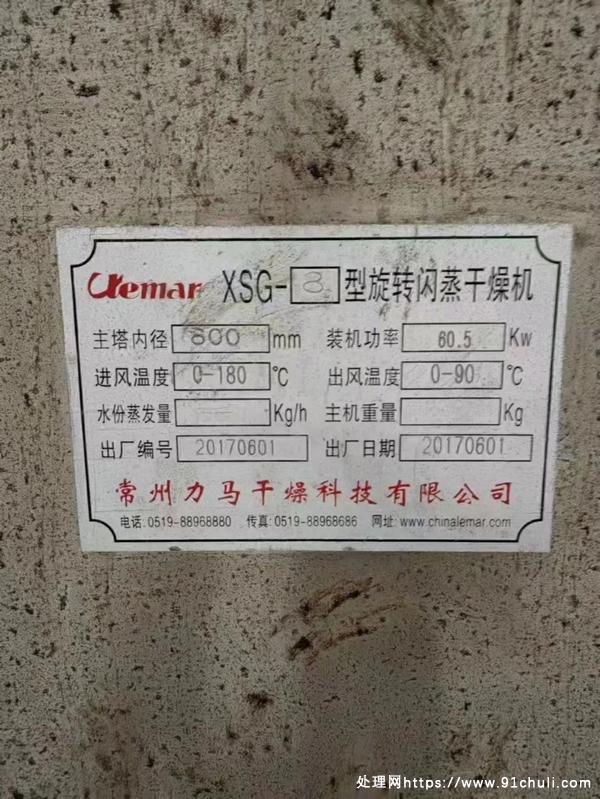 Lemar XSG-8型旋转闪蒸干燥机
主塔内径 800 mm 装机功率 60.5 Kw
进风温度 0-180 ℃ 出风温度 0-90 ℃
水份蒸发量 Kg/h 主机重量 Kg
出厂编号 20170601 出厂日期 20170601
常州力马干燥科技有限公司
电话:0519-88968880 传真:0519-88968686 网址:www.chinalemar.com
处理网https://www.91chuli.com